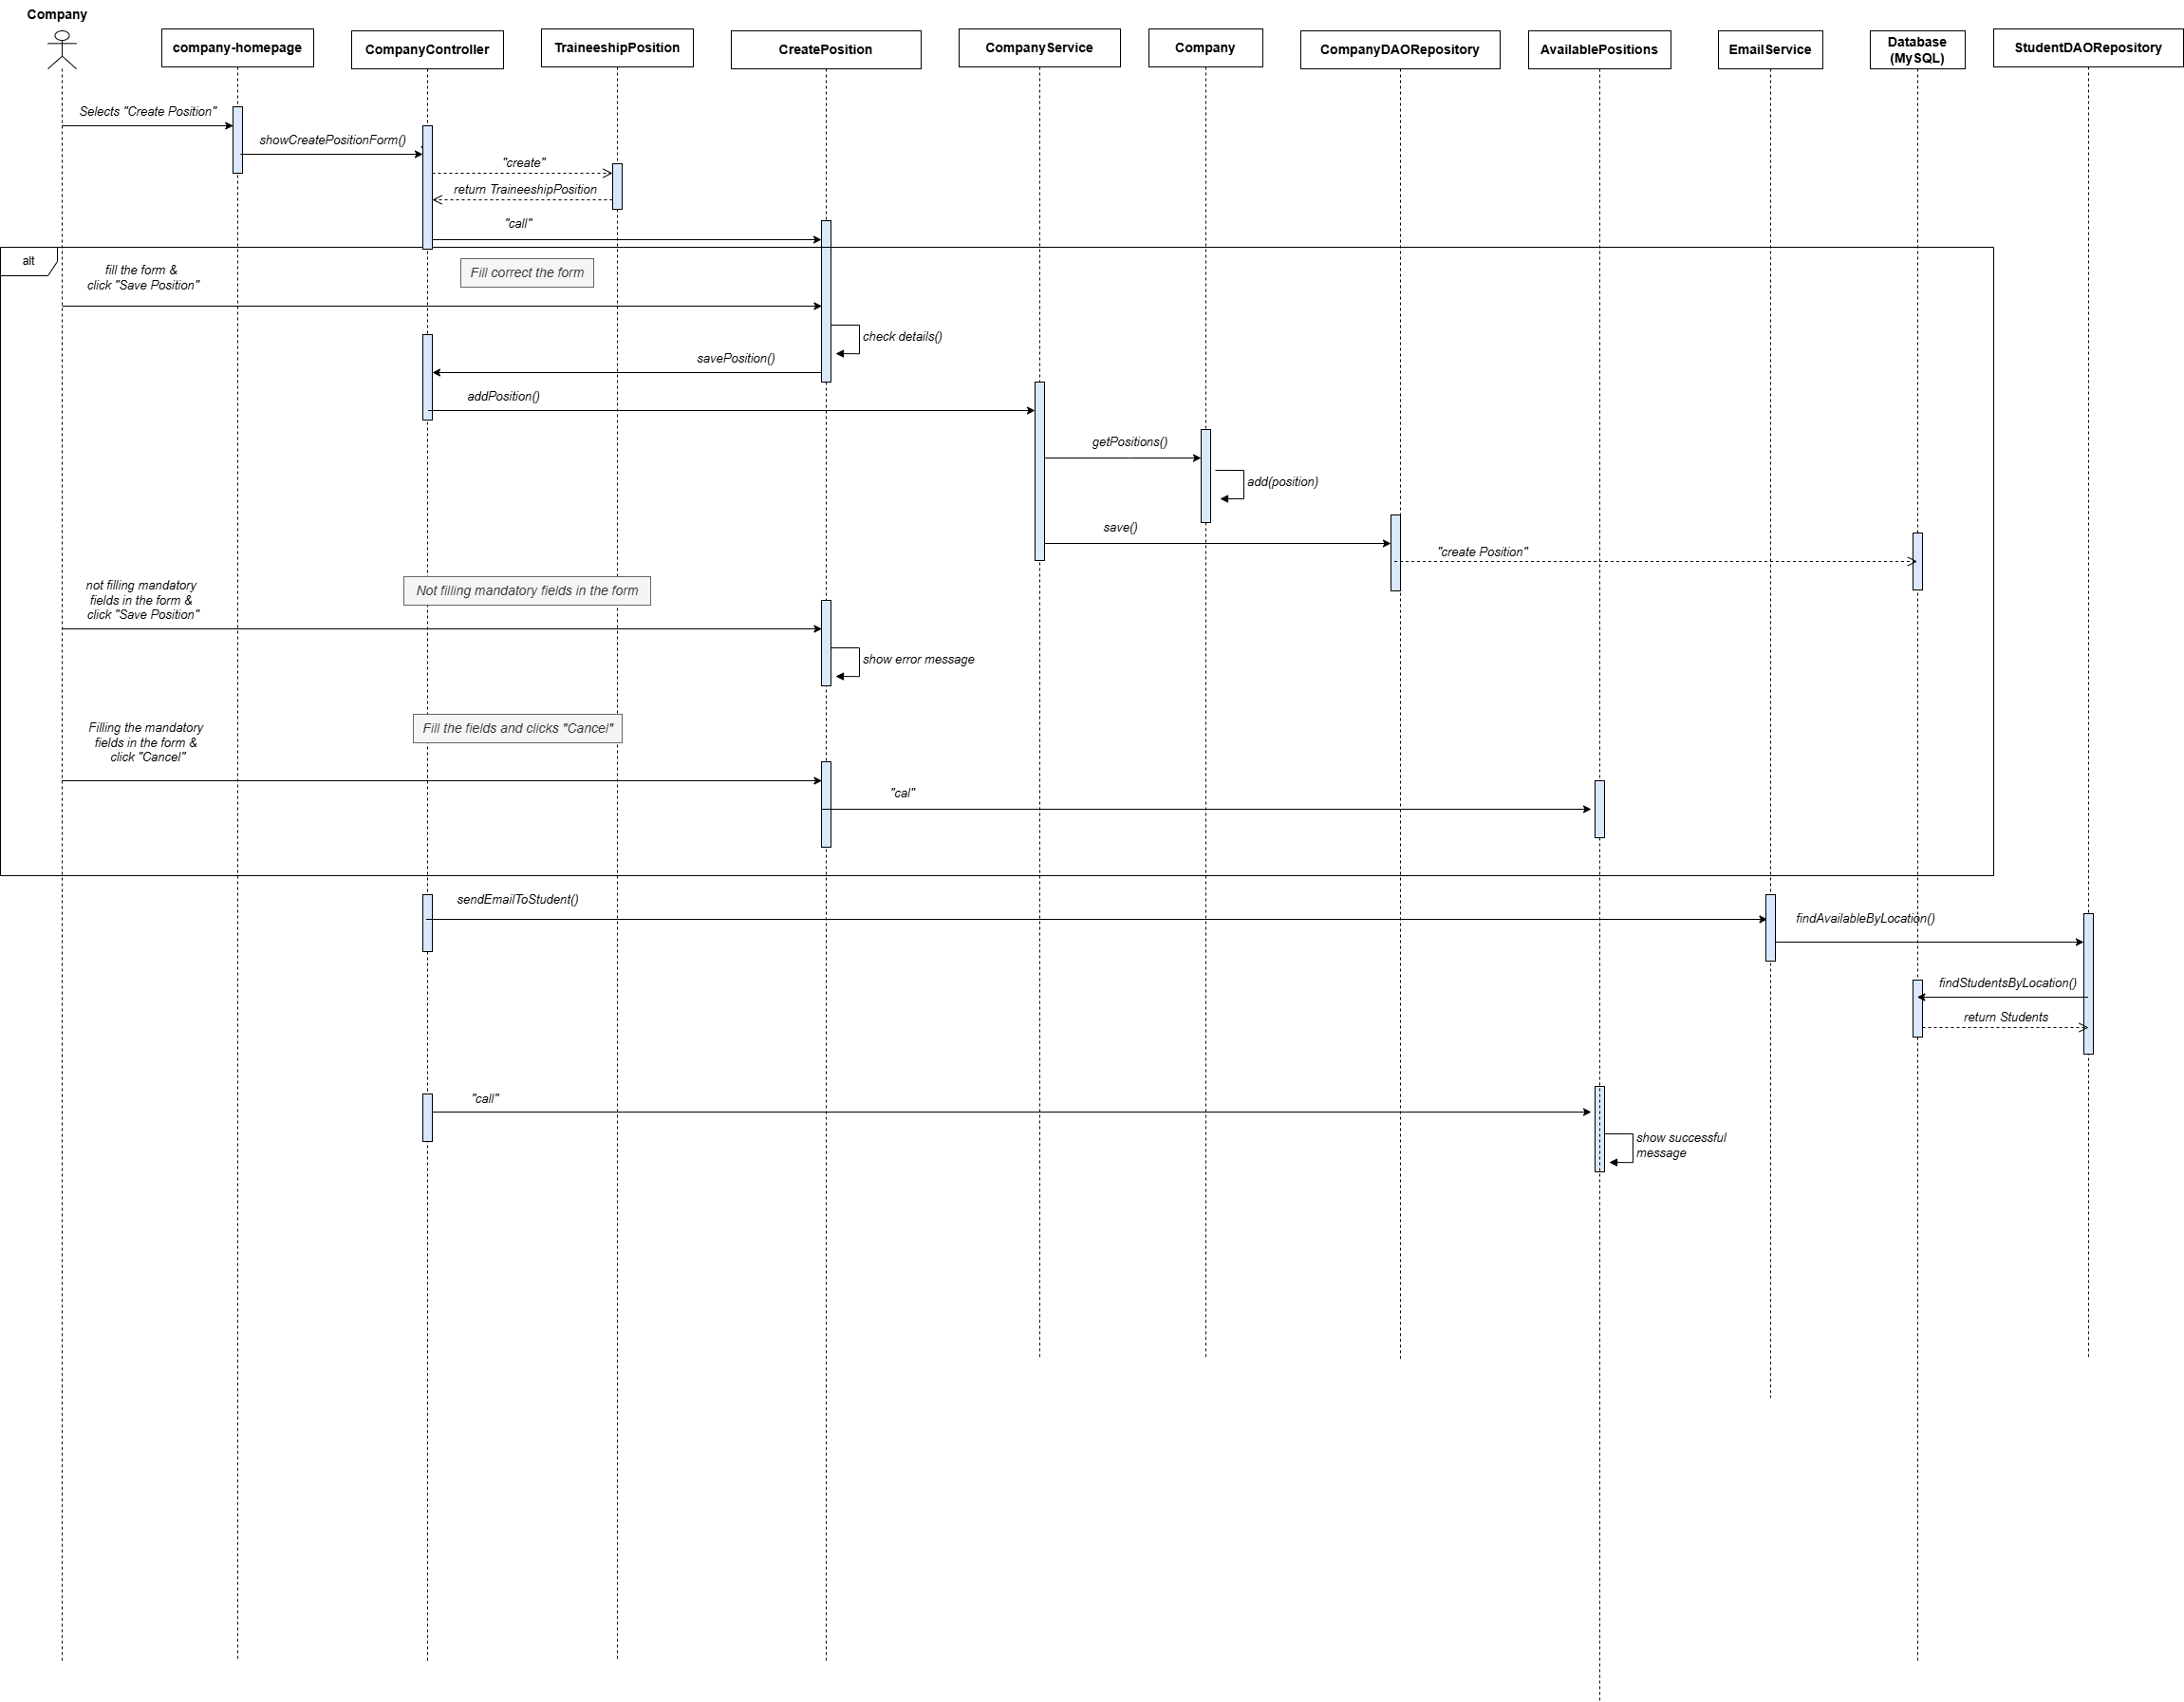 Company
company-homepage
CompanyController
TraineeshipPosition
CreatePosition
CompanyService
Company
CompanyDAORepository
AvailablePositions
EmailService
Database
(MySQL)
StudentDAORepository
Selects "Create Position"
showCreatePositionForm()
"create"
return TraineeshipPosition
"call"
alt
fill the form &
click "Save Position"
Fill correct the form
check details()
savePosition()
addPosition()
getPositions()
add(position)
save()
"create Position"
not filling mandatory
fields in the form &
click "Save Position"
Not filling mandatory fields in the form
show error message
Filling the mandatory
fields in the form &
click "Cancel"
Fill the fields and clicks "Cancel"
"cal"
sendEmailToStudent()
findAvailableByLocation()
findStudentsByLocation()
return Students
"call"
show successful
message